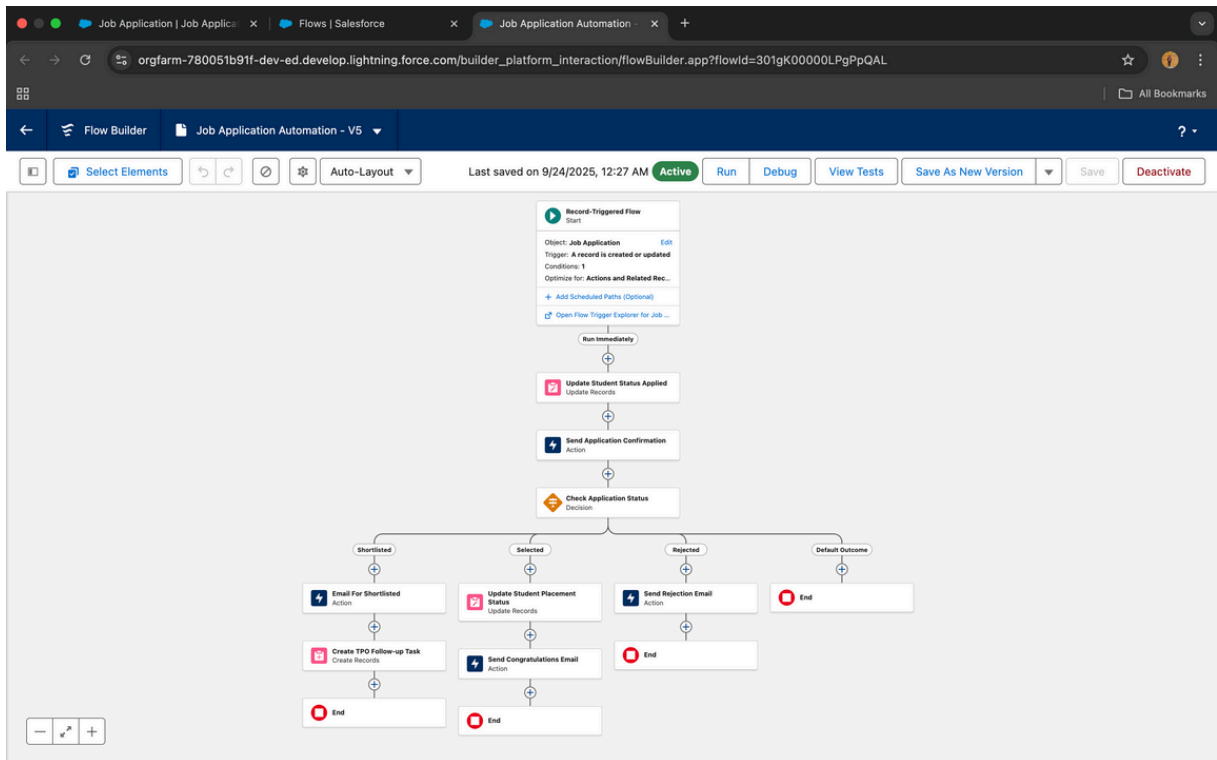 Job Application | Job Applica
Flows | Salesforce
Job Application Automation -
orgfarm-780051b91f-dev-ed.develop.lightning.force.com/builder_platform_interaction/flowBuilder.app?flowId=301gK00000LPgPpQAL
All Bookmarks
Flow Builder
Job Application Automation - V5
?
Select Elements
Auto-Layout
Last saved on 9/24/2025, 12:27 AM
Active
Run
Debug
View Tests
Save As New Version
Save
Deactivate
Record-Triggered Flow
Start
Object: Job Application
Edit
Trigger: A record is created or updated
Conditions: 1
Optimize for: Actions and Related Rec...
+ Add Scheduled Paths (Optional)
Open Flow Trigger Explorer for Job ...
Run Immediately
Update Student Status Applied
Update Records
Send Application Confirmation
Action
Check Application Status
Decision
Shortlisted
Selected
Rejected
Default Outcome
Email For Shortlisted
Action
Update Student Placement
Status
Update Records
Send Rejection Email
Action
End
Create TPO Follow-up Task
Create Records
Send Congratulations Email
Action
End
End
End